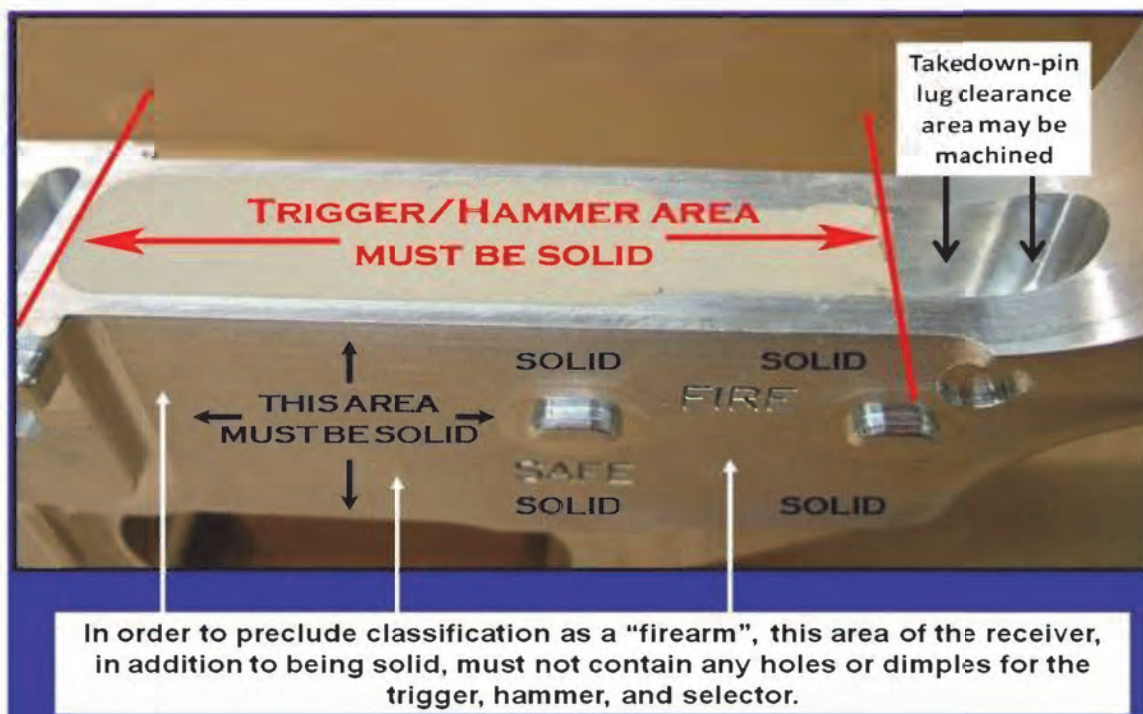 Takedown-pin
lug clearance
area may be
machined
TRIGGER/HAMMER AREA
MUST BE SOLID
SOLID
SOLID
FIRE
THIS AREA
MUST BE SOLID
SAFE
SOLID
SOLID
In order to preclude classification as a “firearm”, this area of the receiver,
in addition to being solid, must not contain any holes or dimples for the
trigger, hammer, and selector.